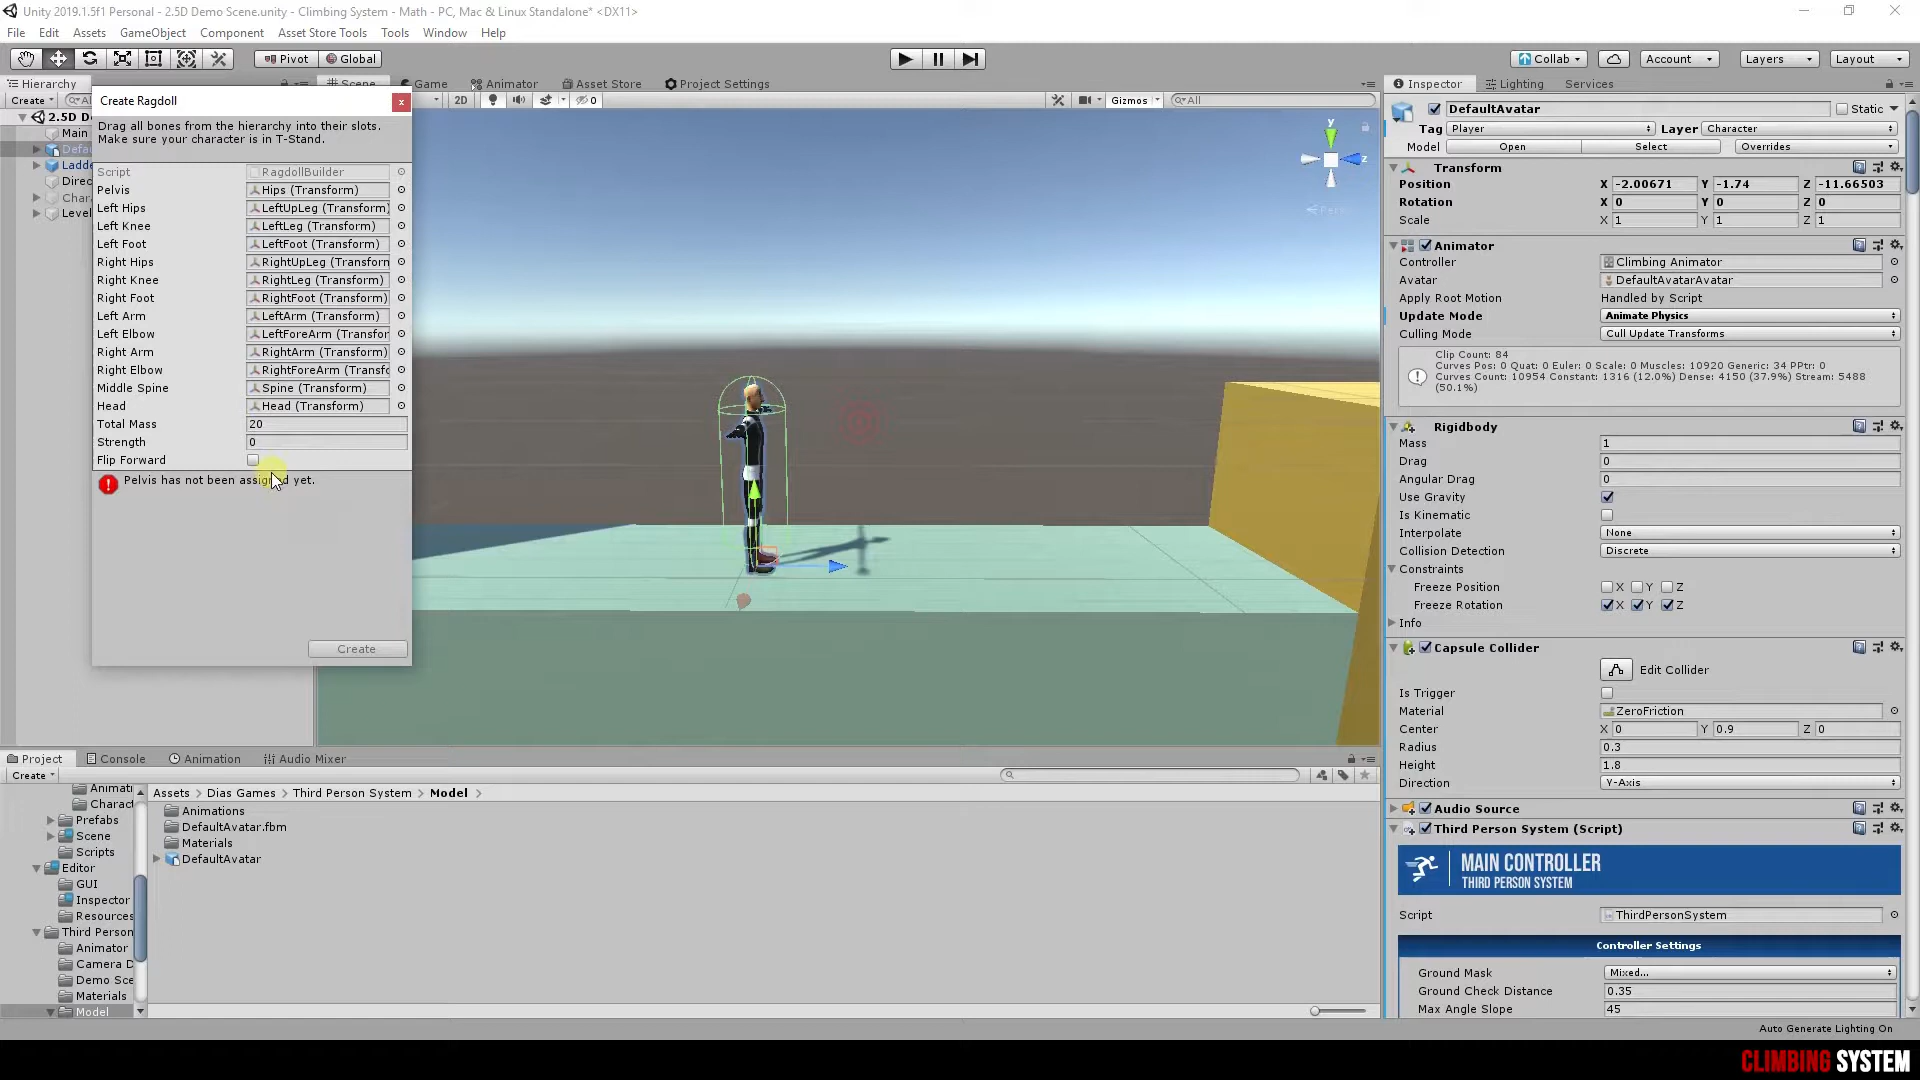 Unity 2019.1.5f1 Personal - 2.5D Demo Scene.unity - Climbing System - Math - PC, Mac & Linux Standalone* <DX11>
File Edit Assets GameObject Component Asset Store Tools Tools Window Help
Pivot Global Collab Account Layers Layout
Hierarchy Scene Game Animator Asset Store Project Settings Inspector Lighting Services
Create 2D 0 Gizmos All
Create Ragdoll
Drag all bones from the hierarchy into their slots.
Make sure your character is in T-Stand.
Script RagdollBuilder
Pelvis Hips (Transform)
Left Hips LeftUpLeg (Transform)
Left Knee LeftLeg (Transform)
Left Foot LeftFoot (Transform)
Right Hips RightUpLeg (Transforn
Right Knee RightLeg (Transform)
Right Foot RightFoot (Transform)
Left Arm LeftArm (Transform)
Left Elbow LeftForeArm (Transfor
Right Arm RightArm (Transform)
Right Elbow RightForeArm (Transfc
Middle Spine Spine (Transform)
Head Head (Transform)
Total Mass 20
Strength 0
Flip Forward
Pelvis has not been assigned yet.
Create
2.5D D
Main
Defau
Ladde
Direc
Chara
Level
y
z
Pers
DefaultAvatar Static
Tag Player Layer Character
Model Open Select Overrides
Transform
Position X -2.00671 Y -1.74 Z -11.66503
Rotation X 0 Y 0 Z 0
Scale X 1 Y 1 Z 1
Animator
Controller Climbing Animator
Avatar DefaultAvatarAvatar
Apply Root Motion Handled by Script
Update Mode Animate Physics
Culling Mode Cull Update Transforms
Clip Count: 84
Curves Pos: 0 Quat: 0 Euler: 0 Scale: 0 Muscles: 10920 Generic: 34 PPtr: 0
Curves Count: 10954 Constant: 1316 (12.0%) Dense: 4150 (37.9%) Stream: 5488
(50.1%)
Rigidbody
Mass 1
Drag 0
Angular Drag 0
Use Gravity
Is Kinematic
Interpolate None
Collision Detection Discrete
Constraints
Freeze Position X Y Z
Freeze Rotation X Y Z
Info
Capsule Collider
Edit Collider
Is Trigger
Material ZeroFriction
Center X 0 Y 0.9 Z 0
Radius 0.3
Height 1.8
Direction Y-Axis
Audio Source
Third Person System (Script)
MAIN CONTROLLER
THIRD PERSON SYSTEM
Script ThirdPersonSystem
Controller Settings
Ground Mask Mixed...
Ground Check Distance 0.35
Max Angle Slope 45
Project Console Animation Audio Mixer
Create
Animati
Charact
Prefabs
Scene
Scripts
Editor
GUI
Inspector
Resources
Third Person
Animator
Camera D
Demo Sce
Materials
Model
Assets > Dias Games > Third Person System > Model >
Animations
DefaultAvatar.fbm
Materials
DefaultAvatar
Auto Generate Lighting On
CLIMBING SYSTEM